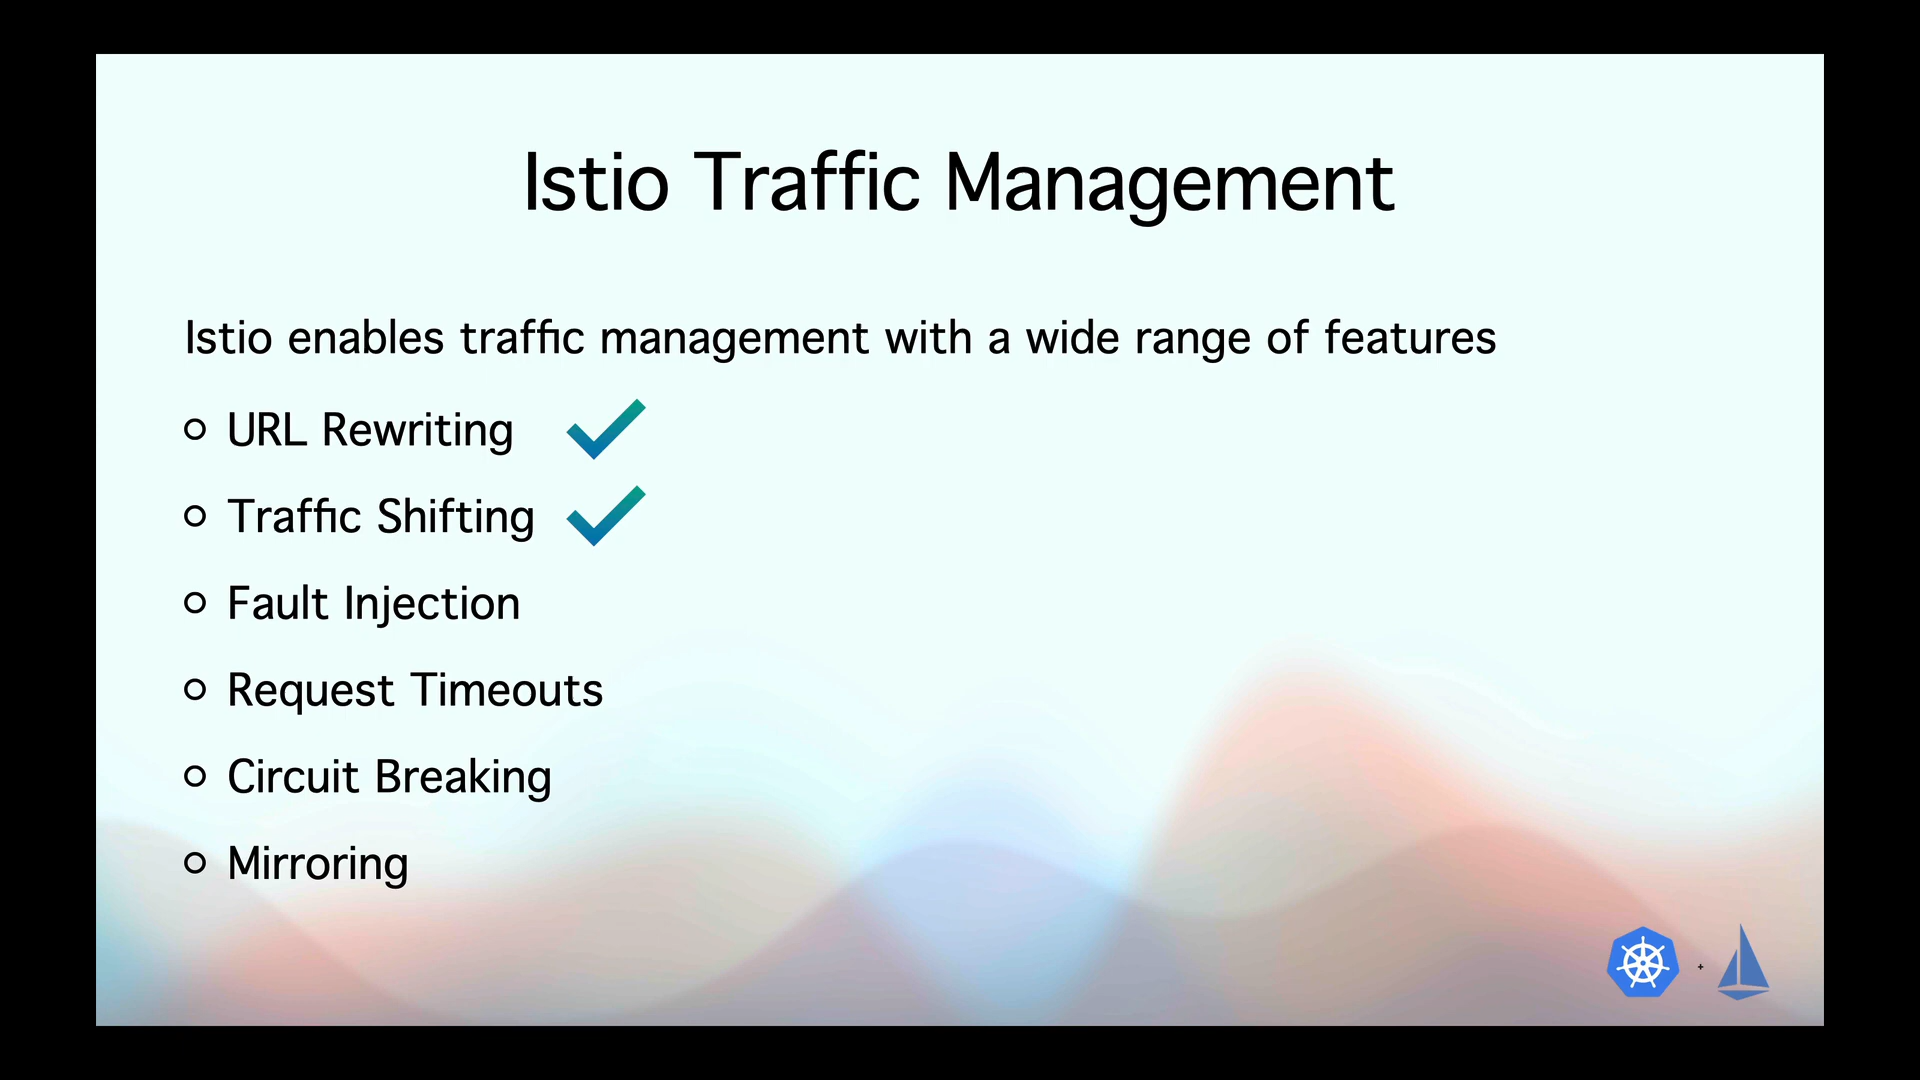 Istio Traffic Management
Istio enables traffic management with a wide range of features
URL Rewriting
Traffic Shifting
Fault Injection
Request Timeouts
Circuit Breaking
Mirroring
+